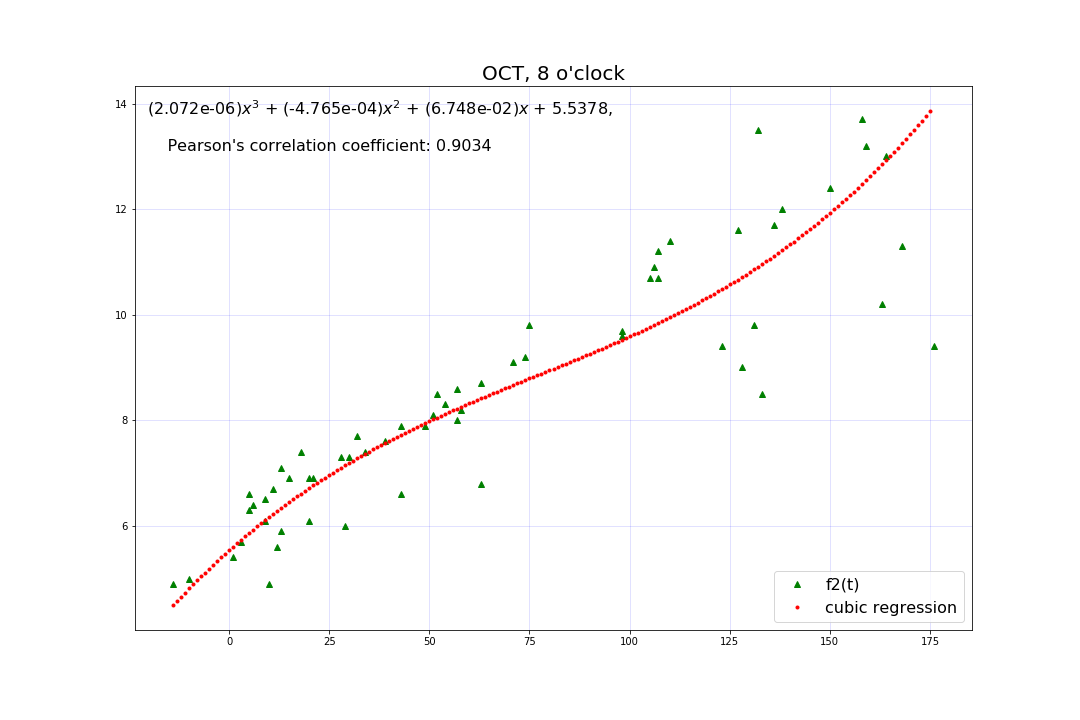 OCT, 8 o'clock
(2.072e-06)x³ + (-4.765e-04)x² + (6.748e-02)x + 5.5378,
Pearson's correlation coefficient: 0.9034
14
12
10
8
6
f2(t)
cubic regression
0 25 50 75 100 125 150 175